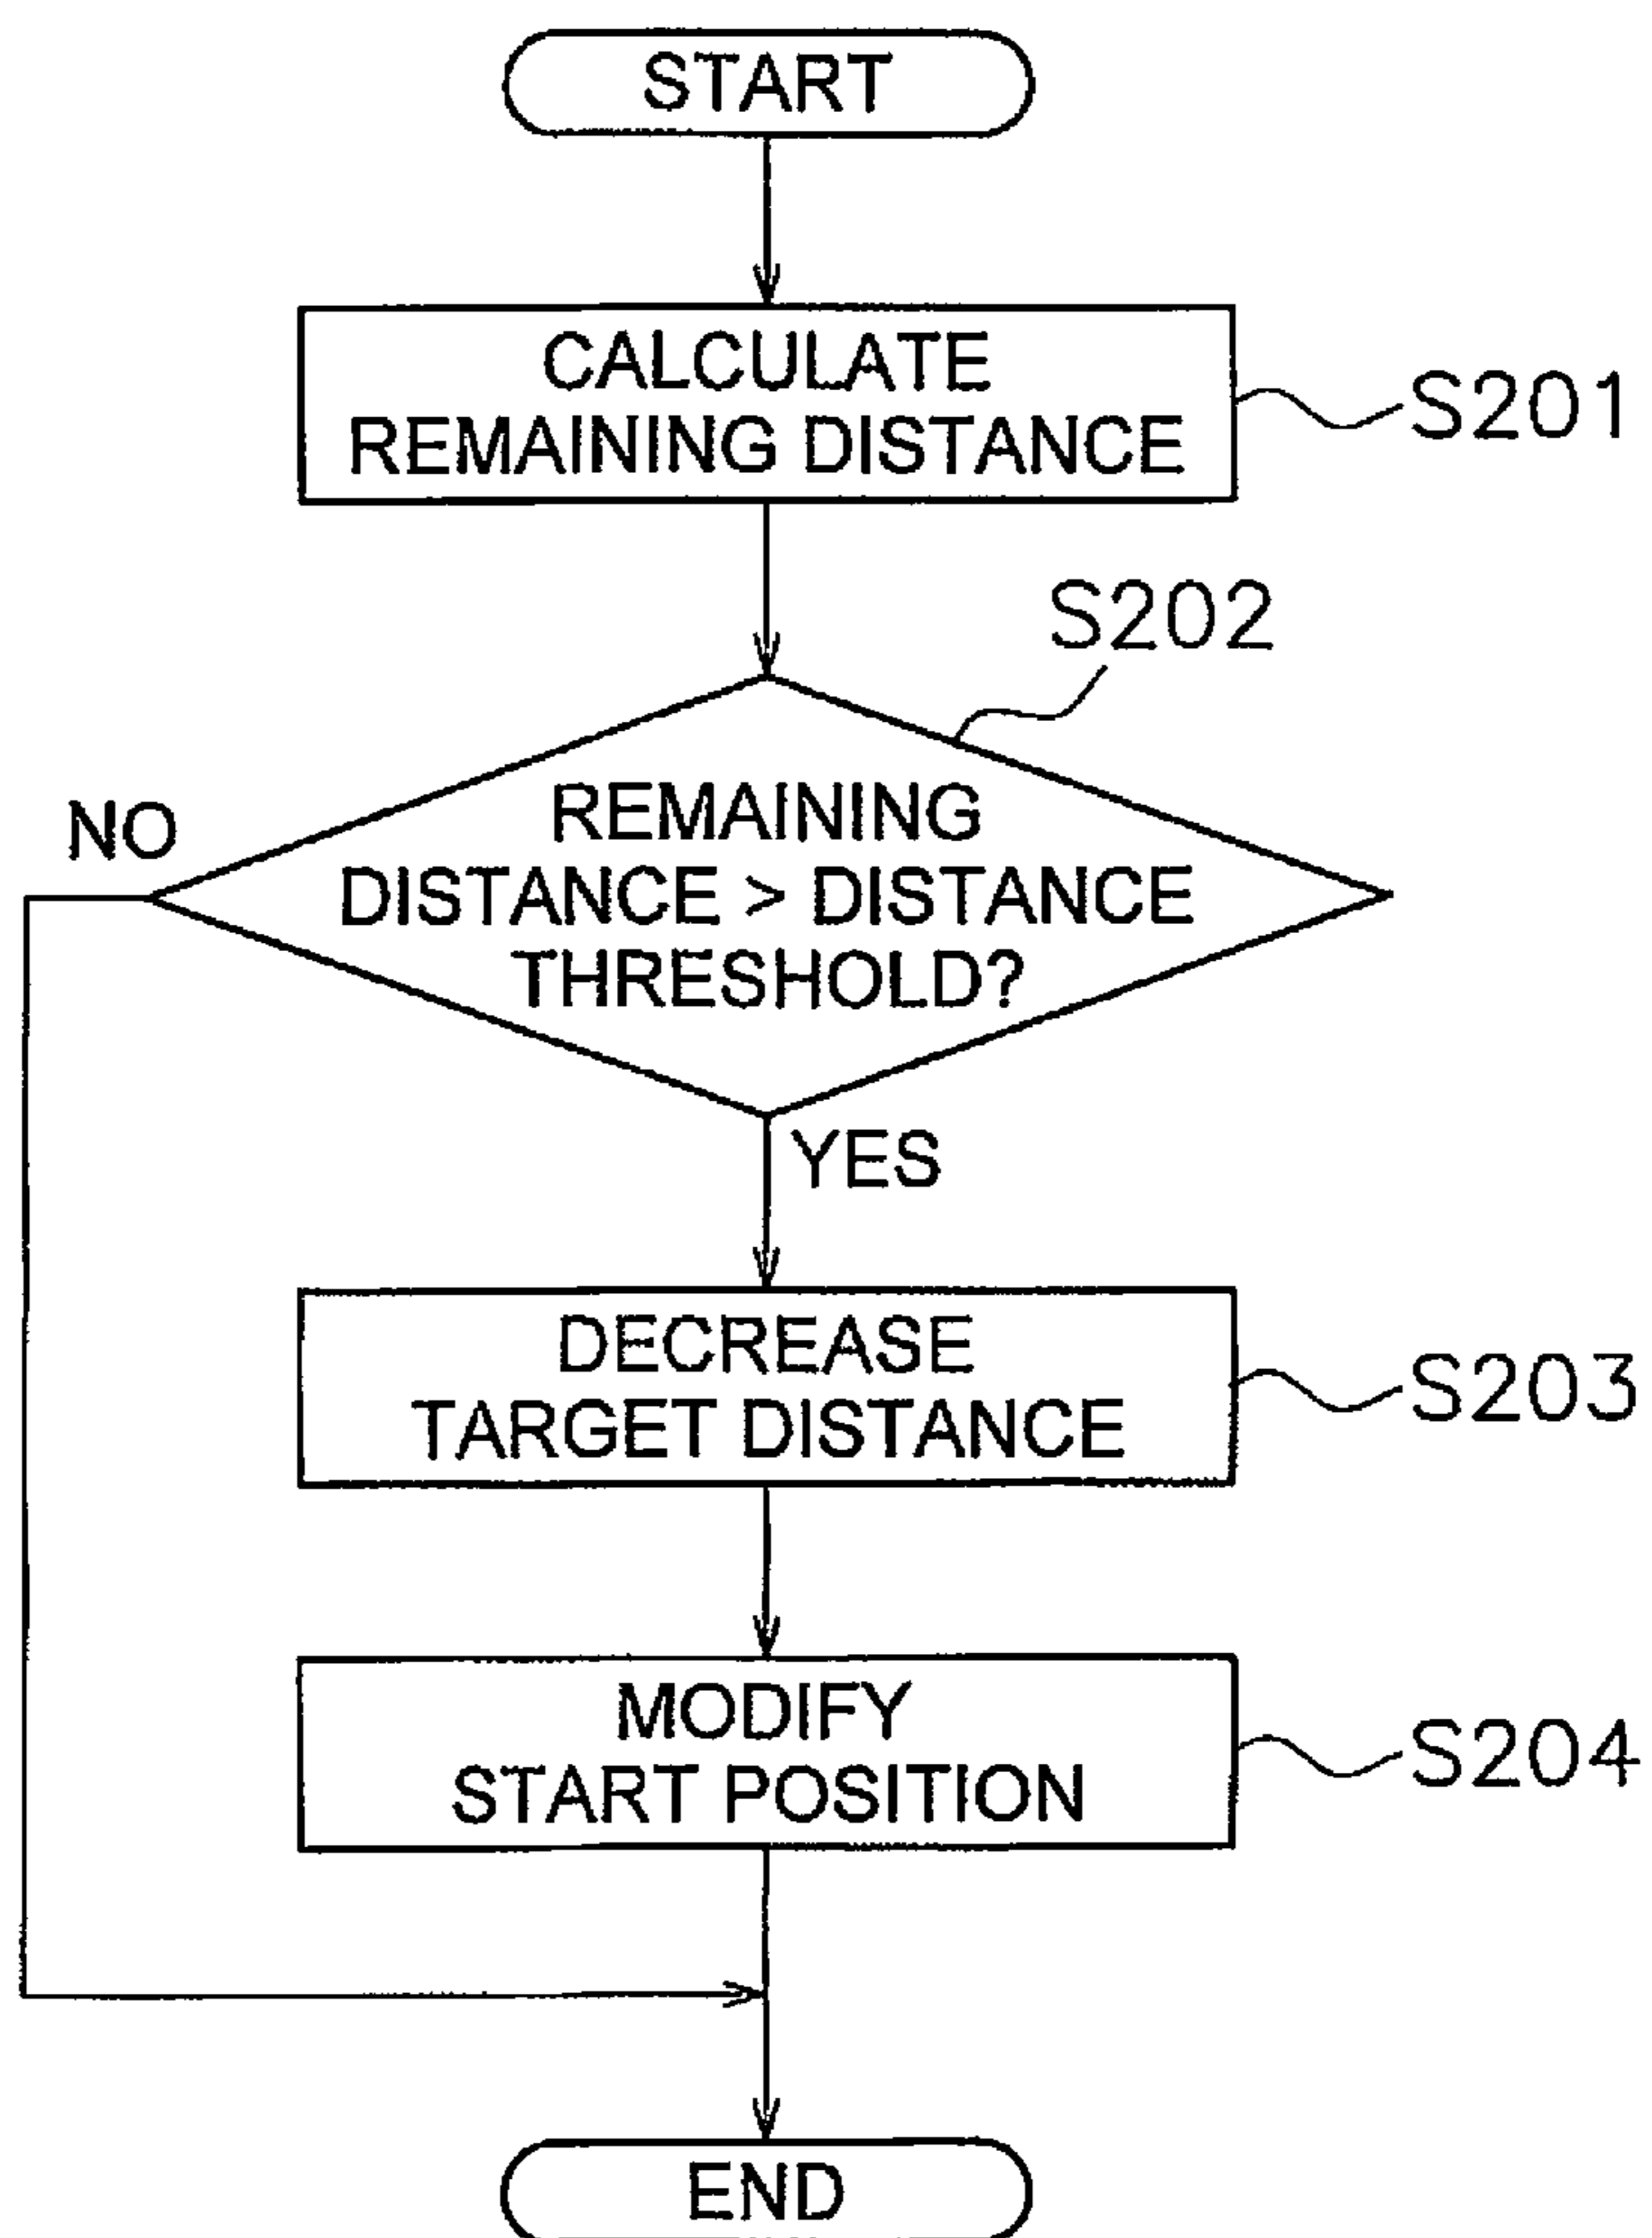 START
CALCULATE
REMAINING DISTANCE
S201
S202
REMAINING
DISTANCE > DISTANCE
THRESHOLD?
NO
YES
DECREASE
TARGET DISTANCE
S203
MODIFY
START POSITION
S204
END